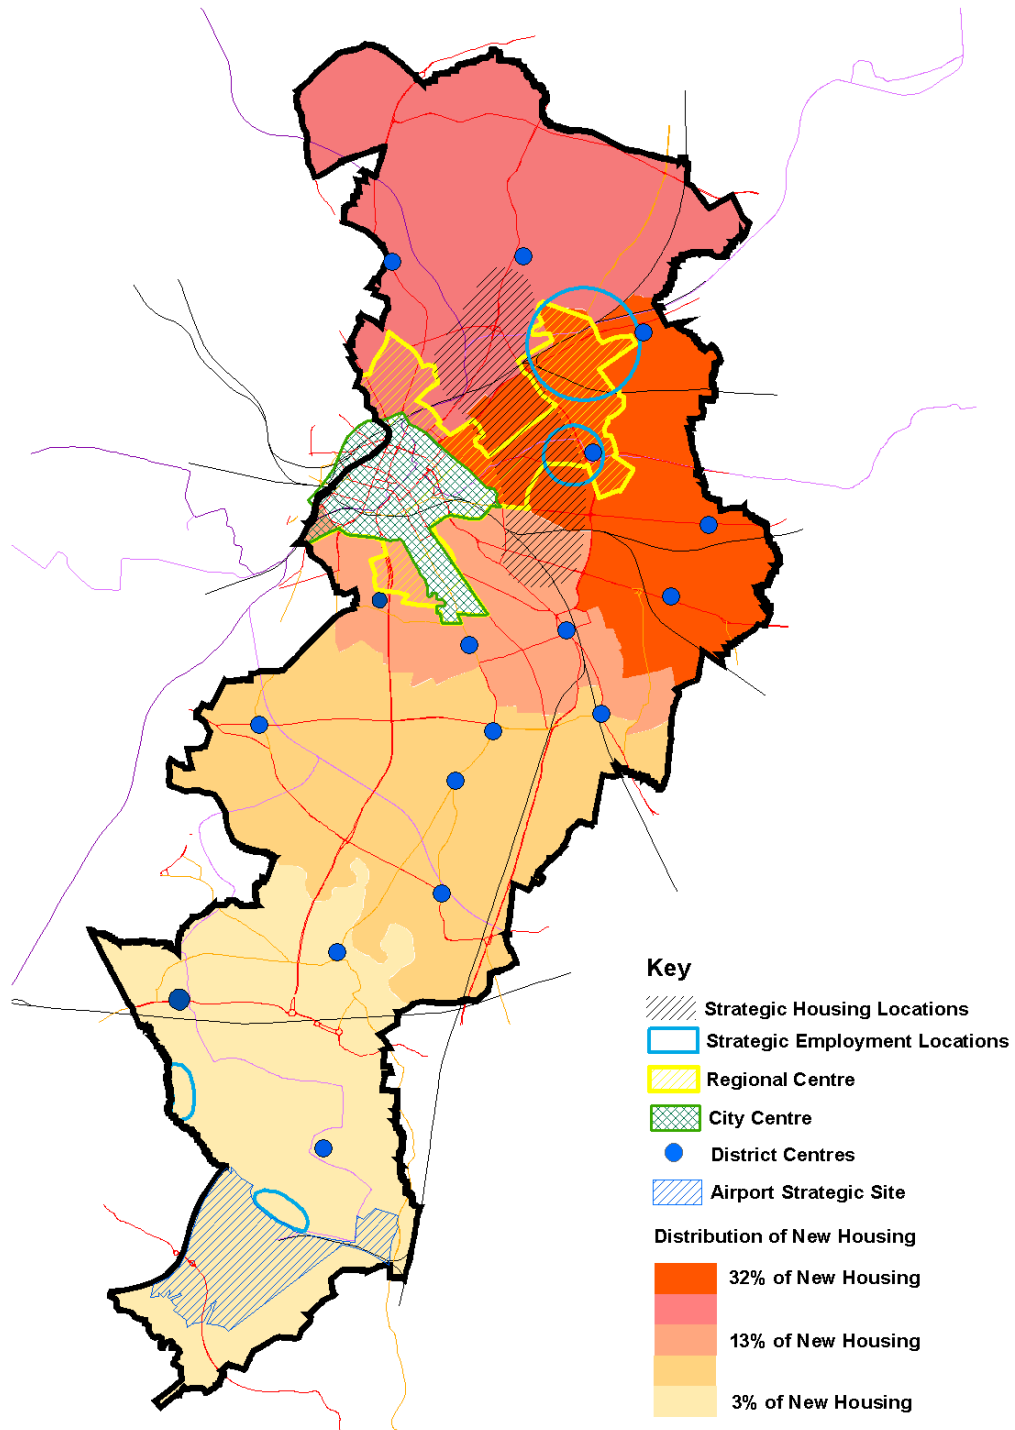 Key
Strategic Housing Locations
Strategic Employment Locations
Regional Centre
City Centre
District Centres
Airport Strategic Site
Distribution of New Housing
32% of New Housing
13% of New Housing
3% of New Housing